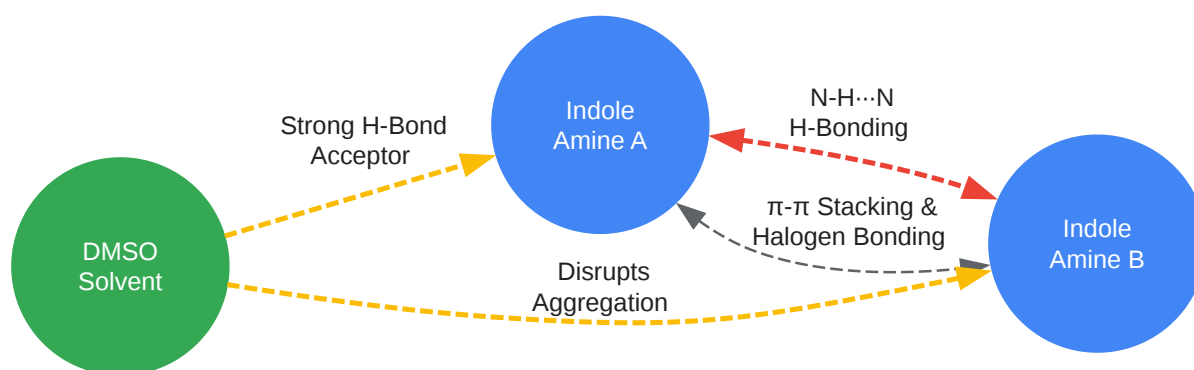 DMSO
Solvent
Strong H-Bond
Acceptor
Indole
Amine A
N-H···N
H-Bonding
π-π Stacking &
Halogen Bonding
Disrupts
Aggregation
Indole
Amine B